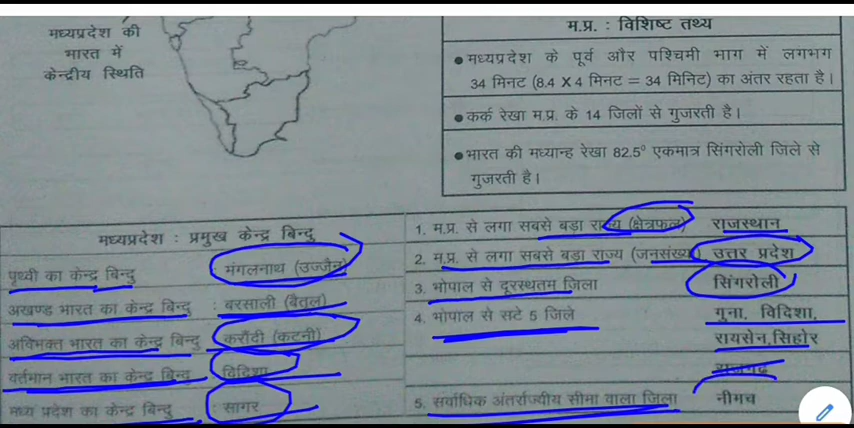 मध्यप्रदेश की
भारत में
केन्द्रीय स्थिति
म.प्र. : विशिष्ट तथ्य
●मध्यप्रदेश के पूर्व और पश्चिमी भाग में लगभग
34 मिनट (8.4 X 4 मिनट = 34 मिनिट) का अंतर रहता है।
●कर्क रेखा म.प्र. के 14 जिलों से गुजरती है।
●भारत की मध्यान्ह रेखा 82.5° एकमात्र सिंगरोली जिले से
गुजरती है।
मध्यप्रदेश : प्रमुख केन्द्र बिन्दु
पृथ्वी का केन्द्र बिन्दु : मंगलनाथ (उज्जैन)
अखण्ड भारत का केन्द्र बिन्दु : बरसाली (बैतूल)
अविभक्त भारत का केन्द्र बिन्दु : करौंदी (कटनी)
वर्तमान भारत का केन्द्र बिन्दु : विदिशा
मध्य प्रदेश का केन्द्र बिन्दु : सागर
1. म.प्र. से लगा सबसे बड़ा राज्य (क्षेत्रफल) राजस्थान
2. म.प्र. से लगा सबसे बड़ा राज्य (जनसंख्या) उत्तर प्रदेश
3. भोपाल से दूरस्थतम जिला सिंगरोली
4. भोपाल से सटे 5 जिले गुना, विदिशा,
रायसेन,सिहोर
राजगढ़
5. सर्वाधिक अंतर्राज्यीय सीमा वाला जिला नीमच